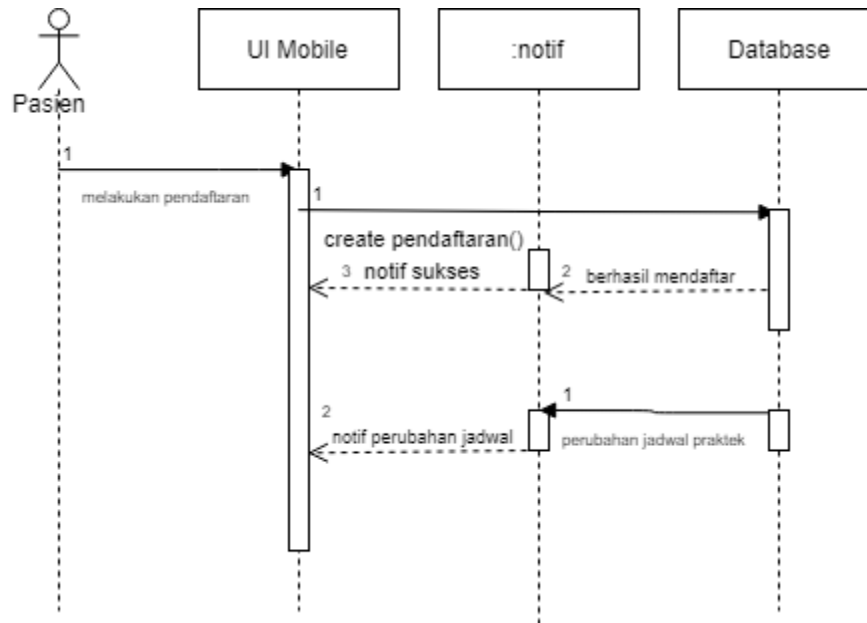 UI Mobile
:notif
Database
Pasien
1
melakukan pendaftaran
1
create pendaftaran()
3 notif sukses
2
berhasil mendaftar
1
2
notif perubahan jadwal
perubahan jadwal praktek